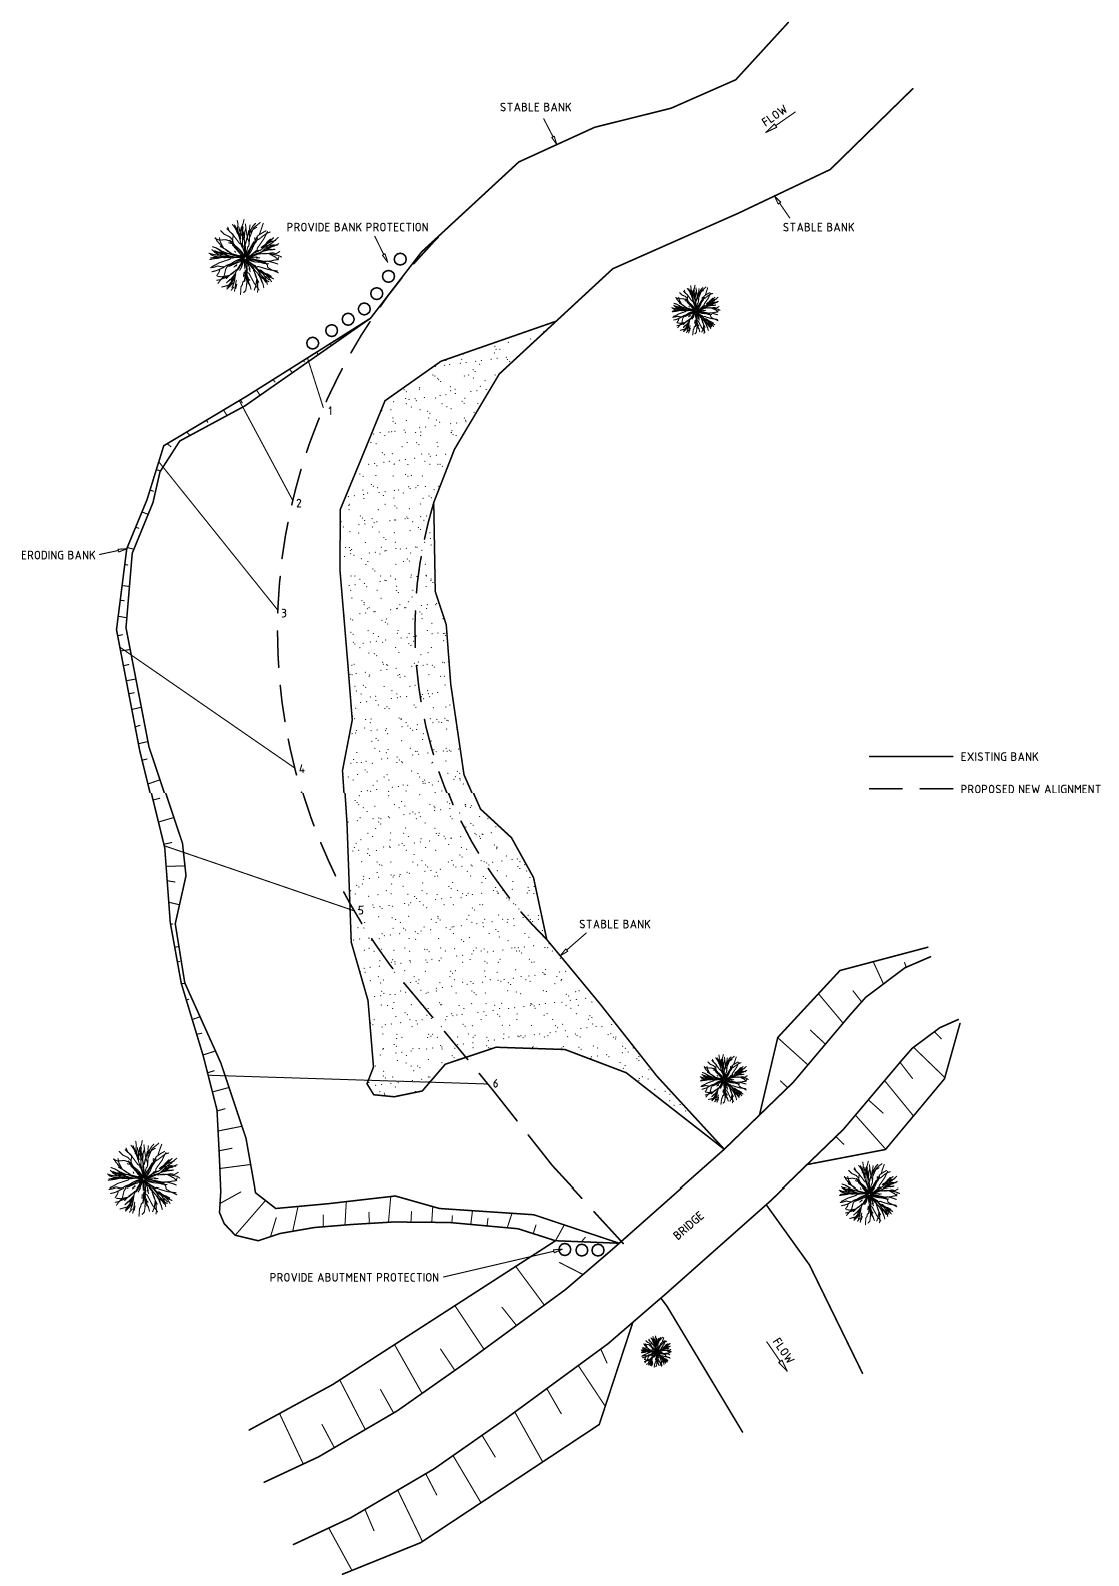 STABLE BANK
FLOW
PROVIDE BANK PROTECTION
STABLE BANK
1
2
ERODING BANK
3
EXISTING BANK
4
PROPOSED NEW ALIGNMENT
5
STABLE BANK
6
BRIDGE
PROVIDE ABUTMENT PROTECTION
FLOW